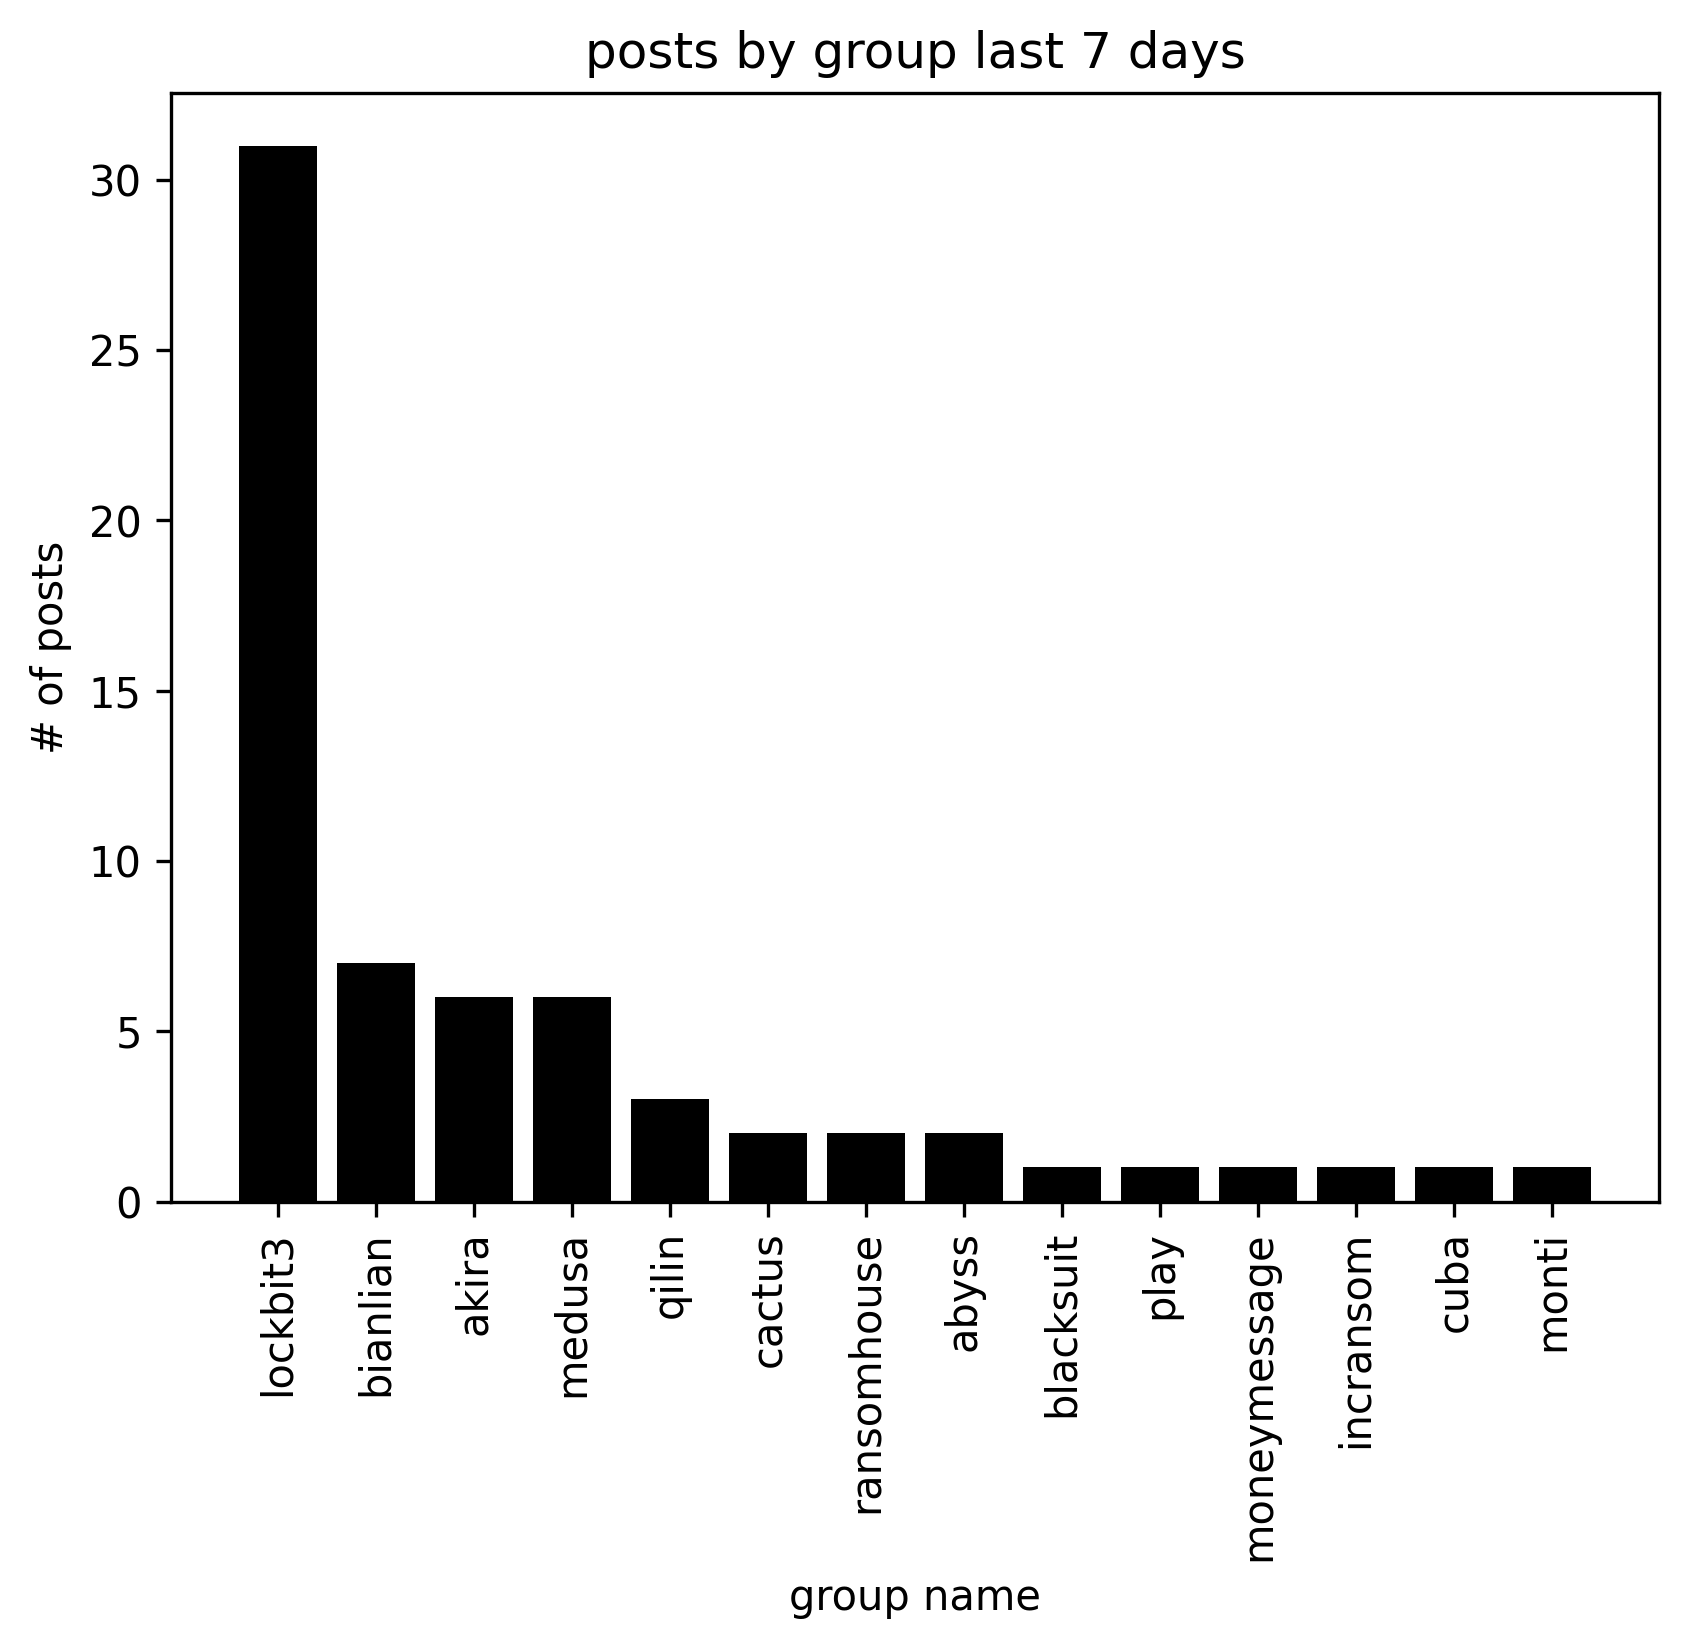 posts by group last 7 days
# of posts
30
25
20
15
10
5
0
lockbit3
bianlian
akira
medusa
qilin
cactus
ransomhouse
abyss
blacksuit
play
moneymessage
incransom
cuba
monti
group name